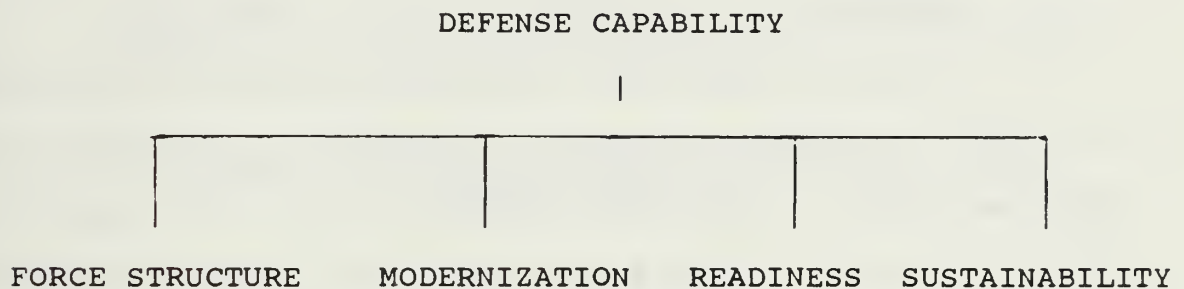 DEFENSE CAPABILITY
FORCE STRUCTURE MODERNIZATION READINESS SUSTAINABILITY